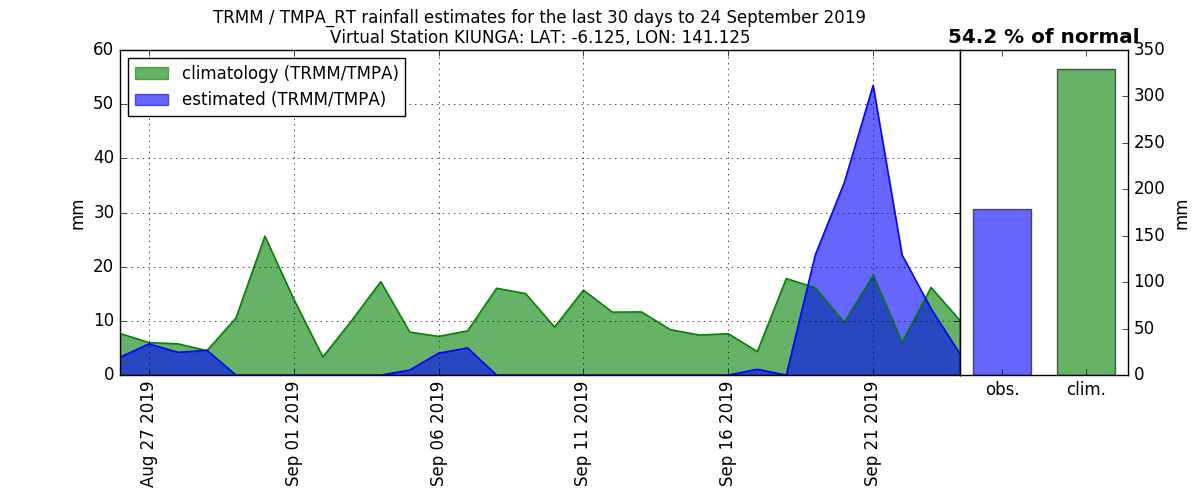 TRMM / TMPA_RT rainfall estimates for the last 30 days to 24 September 2019
Virtual Station KIUNGA: LAT: -6.125, LON: 141.125
54.2 % of normal
climatology (TRMM/TMPA)
estimated (TRMM/TMPA)
mm
60
50
40
30
20
10
0
Aug 27 2019
Sep 01 2019
Sep 06 2019
Sep 11 2019
Sep 16 2019
Sep 21 2019
350
300
250
200
150
100
50
0
mm
obs.
clim.